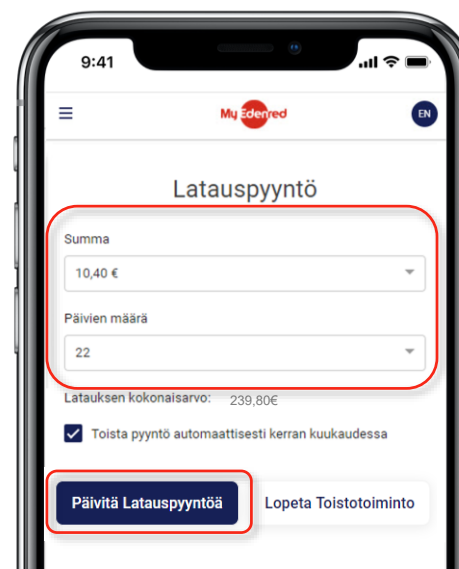 9:41
My Edenred
EN
Latauspyyntö
Summa
10,40 €
Päivien määrä
22
Latauksen kokonaisarvo: 239,80€
Toista pyyntö automaattisesti kerran kuukaudessa
Päivitä Latauspyyntöä Lopeta Toistotoiminto